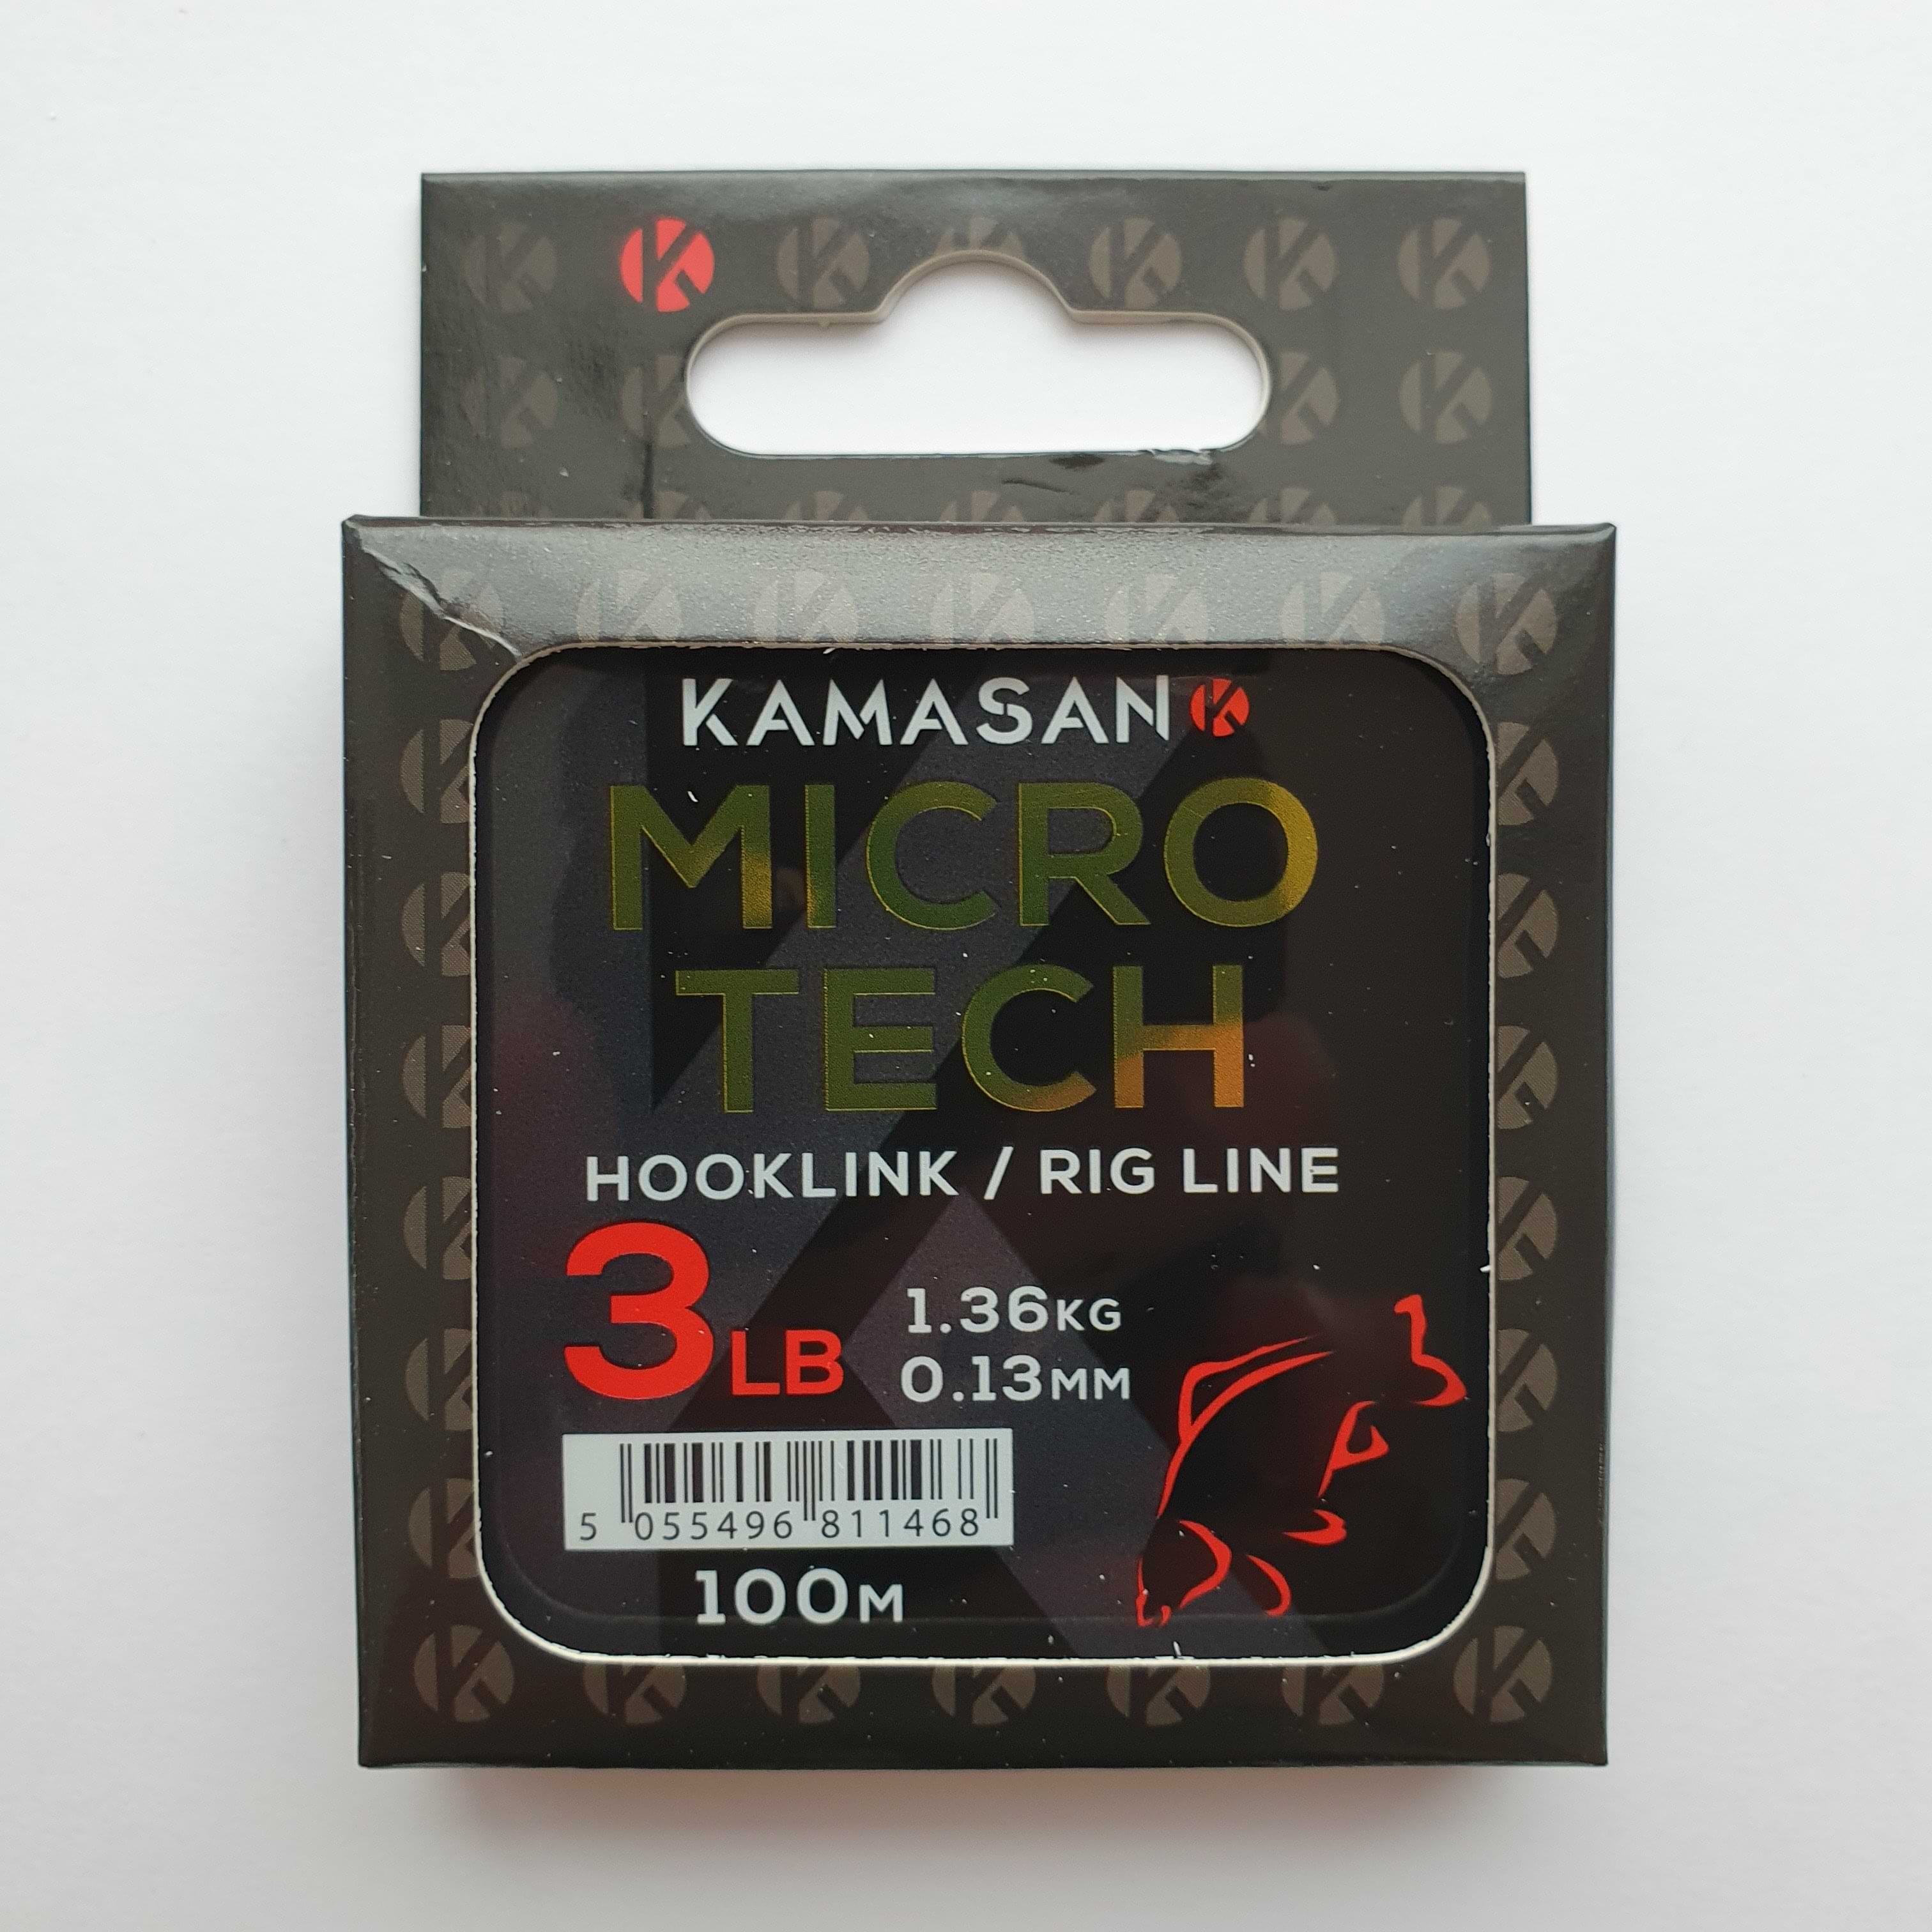 KAMASAN
MICRO
TECH
HOOKLINK / RIG LINE
3LB
1.36KG
0.13MM
5 055496 811468
100M